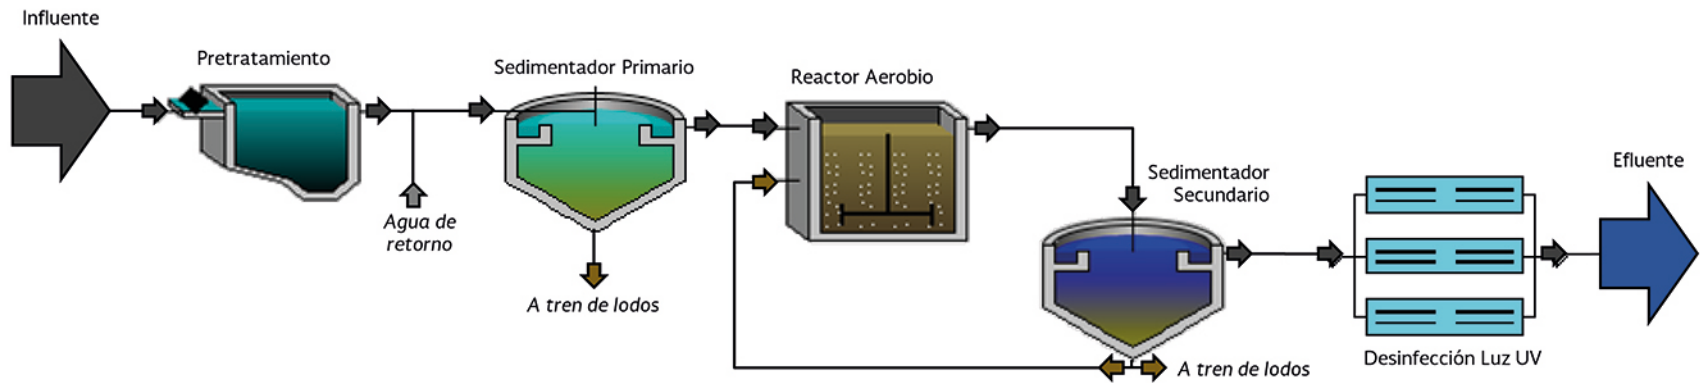 Influente
Pretratamiento
Sedimentador Primario
Reactor Aerobio
Agua de
retorno
A tren de lodos
Sedimentador
Secundario
Efluente
Desinfección Luz UV
A tren de lodos